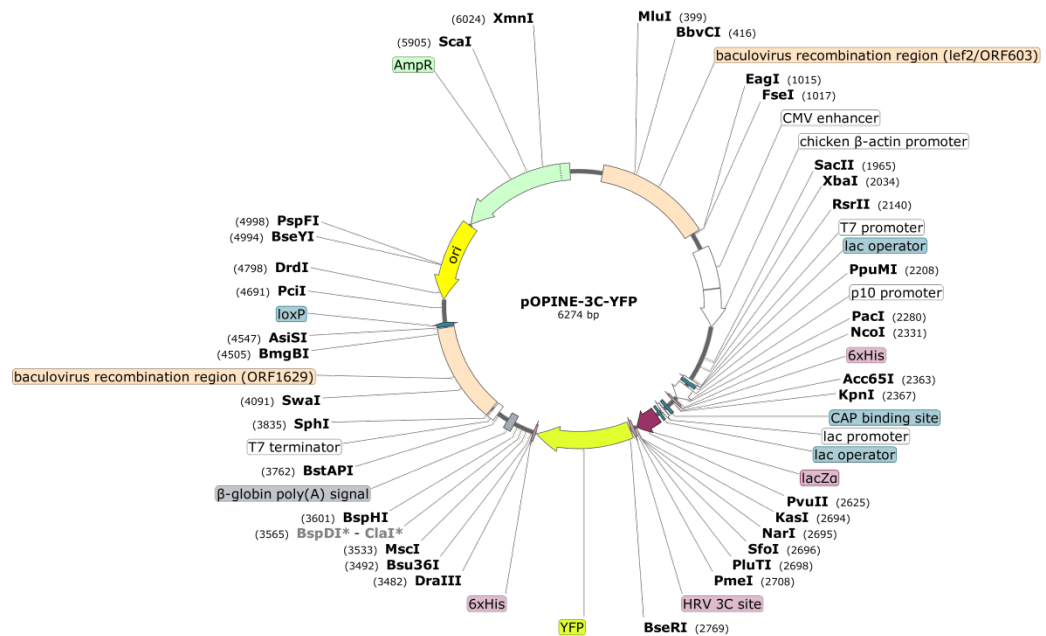 (6024) XmnI
(5905) ScaI
AmpR
MluI (399)
BbvCI (416)
baculovirus recombination region (lef2/ORF603)
EagI (1015)
FseI (1017)
CMV enhancer
chicken β-actin promoter
SacII (1965)
XbaI (2034)
RsrII (2140)
T7 promoter
lac operator
PpuMI (2208)
p10 promoter
PacI (2280)
NcoI (2331)
6xHis
Acc65I (2363)
KpnI (2367)
CAP binding site
lac promoter
lac operator
lacZα
PvuII (2625)
KasI (2694)
NarI (2695)
SfoI (2696)
PluTI (2698)
PmeI (2708)
HRV 3C site
BseRI (2769)
YFP
6xHis
(3482) DraIII
(3492) Bsu36I
(3533) MscI
(3565) BspDI* - ClaI*
(3601) BspHI
β-globin poly(A) signal
(3762) BstAPI
T7 terminator
(3835) SphI
(4091) SwaI
baculovirus recombination region (ORF1629)
(4505) BmgBI
(4547) AsiSI
loxP
(4691) PciI
(4798) DrdI
(4994) BseYI
(4998) PspFI
ori
pOPINE-3C-YFP
6274 bp